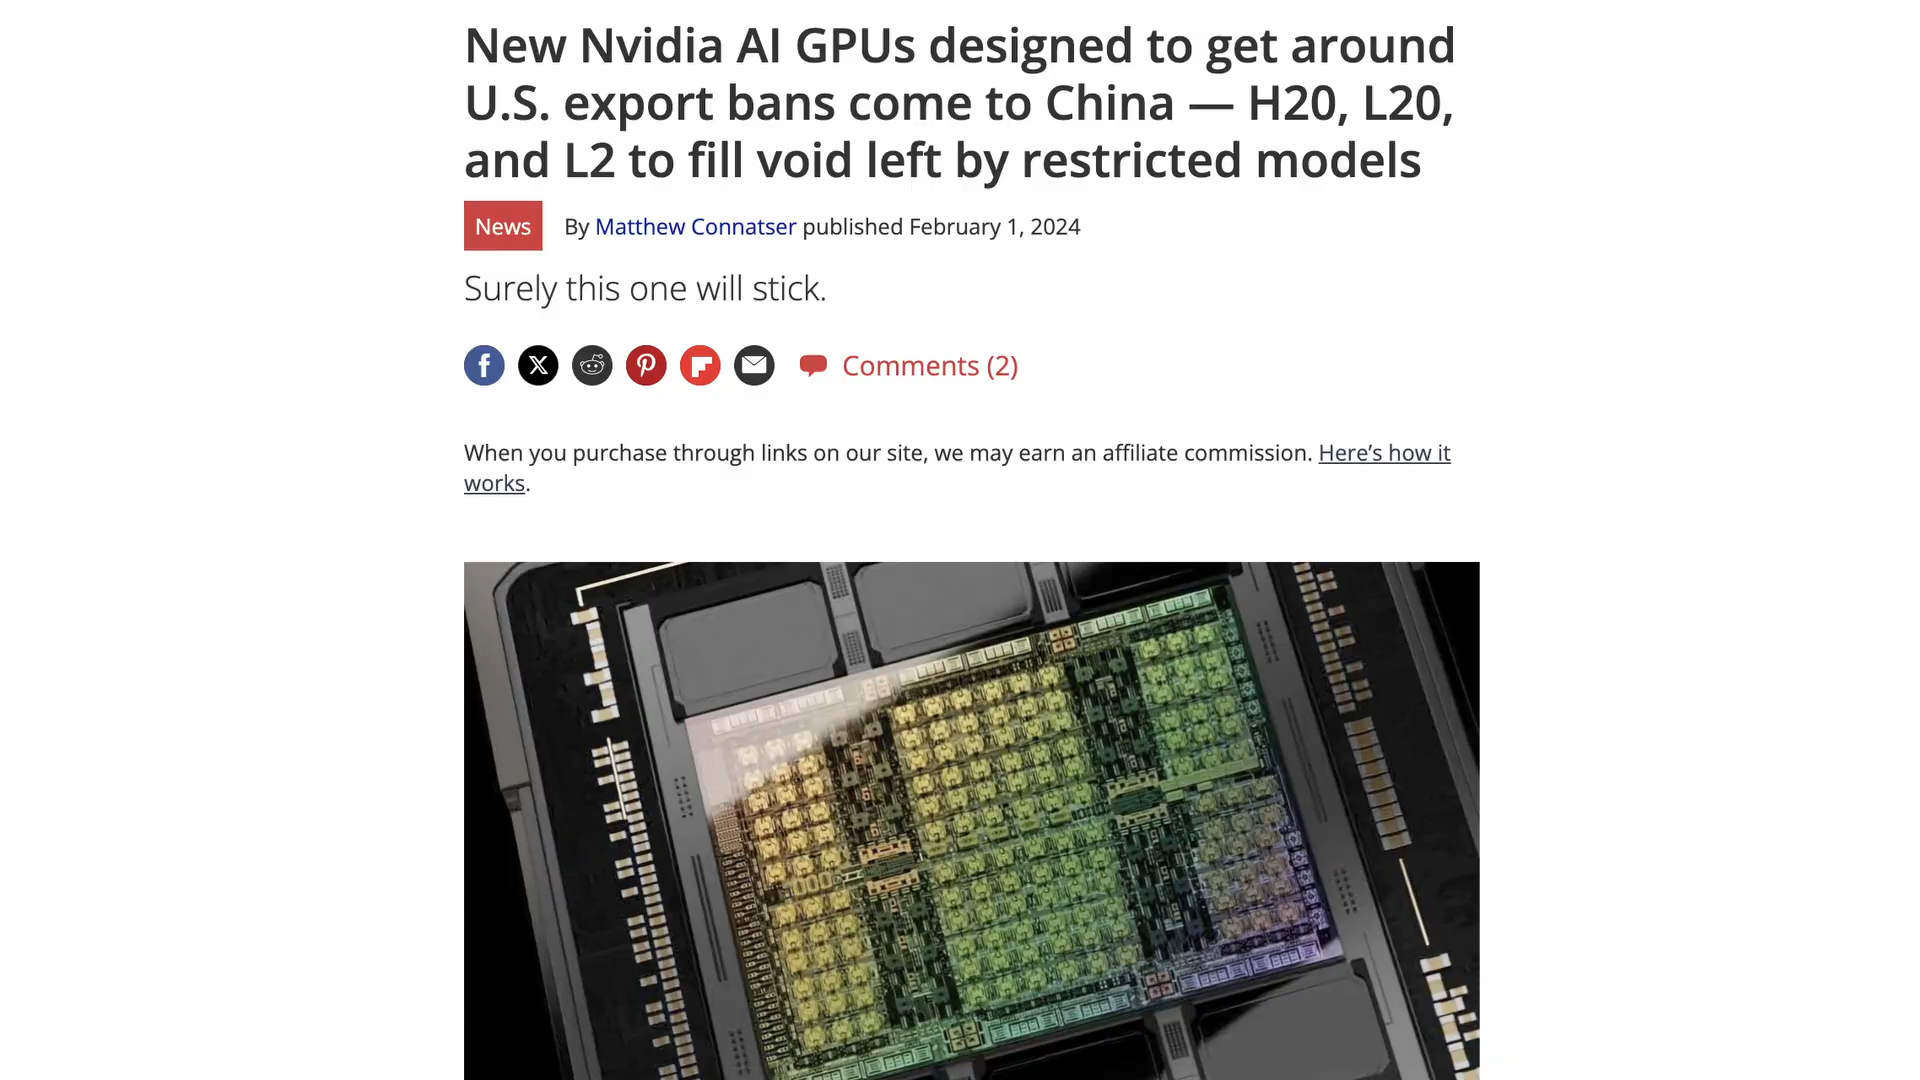 New Nvidia AI GPUs designed to get around
U.S. export bans come to China — H20, L20,
and L2 to fill void left by restricted models
News By Matthew Connatser published February 1, 2024
Surely this one will stick.
Comments (2)
When you purchase through links on our site, we may earn an affiliate commission. Here’s how it
works.